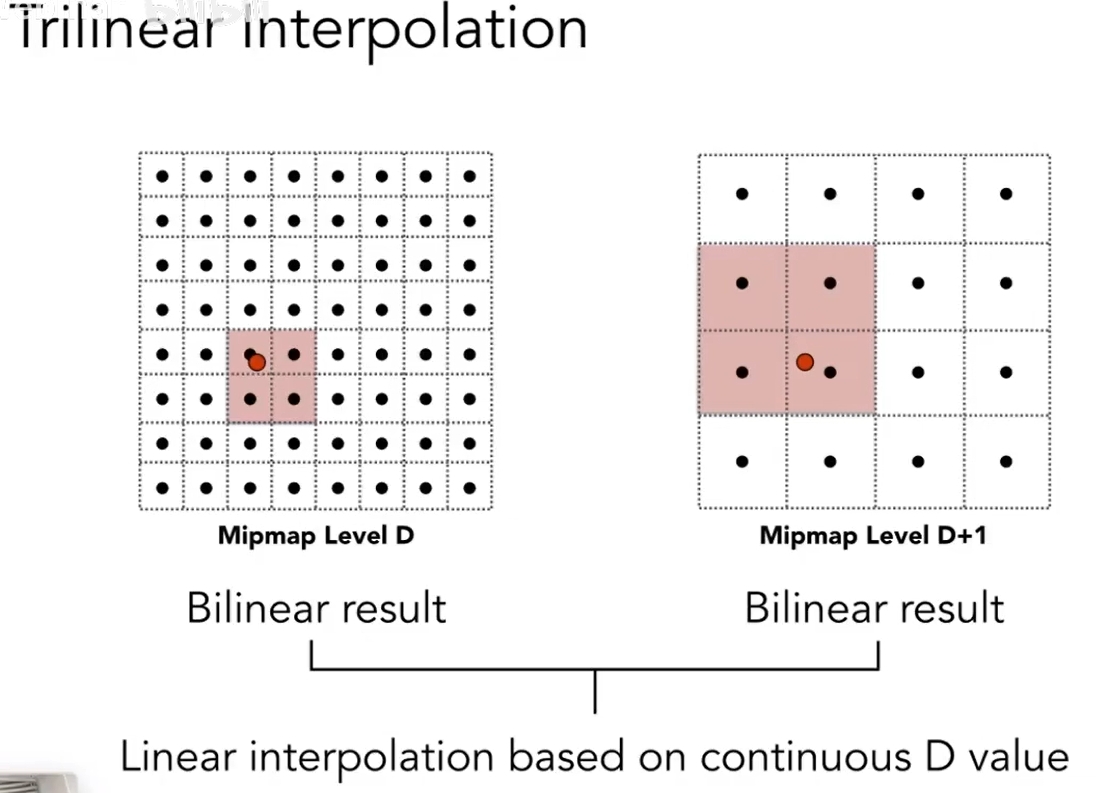 Trilinear Interpolation
Mipmap Level D
Mipmap Level D+1
Bilinear result
Bilinear result
Linear interpolation based on continuous D value